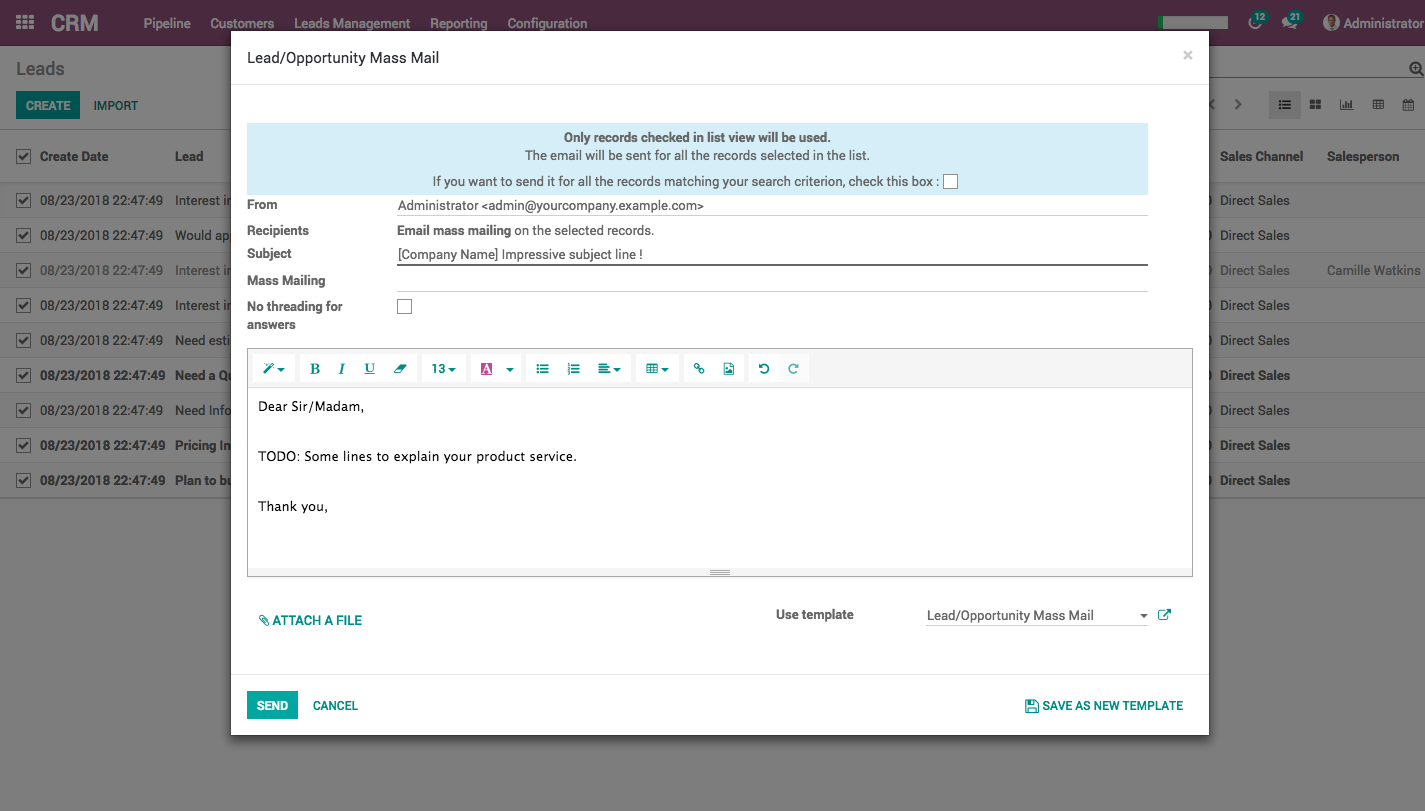 CRM Pipeline Customers Leads Management Reporting Configuration 12 21 Administrator
Lead/Opportunity Mass Mail ×
Leads
CREATE IMPORT
Create Date Lead Sales Channel Salesperson
08/23/2018 22:47:49 Interest in Direct Sales
08/23/2018 22:47:49 Would ap Direct Sales
08/23/2018 22:47:49 Interest in Direct Sales Camille Watkins
08/23/2018 22:47:49 Interest in Direct Sales
08/23/2018 22:47:49 Need esti Direct Sales
08/23/2018 22:47:49 Need a Qu Direct Sales
08/23/2018 22:47:49 Need Info Direct Sales
08/23/2018 22:47:49 Pricing In Direct Sales
08/23/2018 22:47:49 Plan to bu Direct Sales
Only records checked in list view will be used.
The email will be sent for all the records selected in the list.
If you want to send it for all the records matching your search criterion, check this box :
From Administrator <admin@yourcompany.example.com>
Recipients Email mass mailing on the selected records.
Subject [Company Name] Impressive subject line !
Mass Mailing
No threading for
answers
B I U 13 A
Dear Sir/Madam,
TODO: Some lines to explain your product service.
Thank you,
ATTACH A FILE Use template Lead/Opportunity Mass Mail
SEND CANCEL SAVE AS NEW TEMPLATE